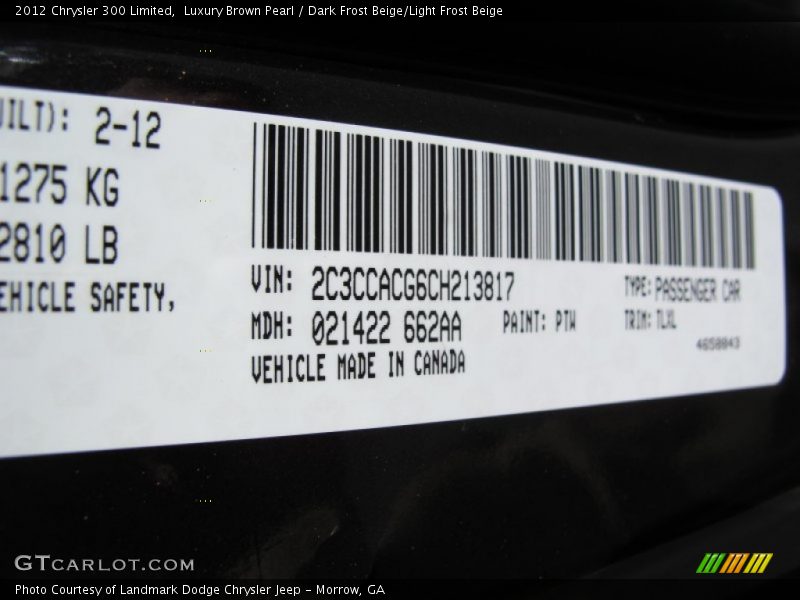 2012 Chrysler 300 Limited,  Luxury Brown Pearl / Dark Frost Beige/Light Frost Beige
UILT): 2-12
1275 KG
2810 LB
EHICLE SAFETY,
VIN: 2C3CCACG6CH213817
TYPE: PASSENGER CAR
MDH: 021422 662AA
PAINT: PTW
TRIM: TLXL
4650843
VEHICLE MADE IN CANADA
GTCARLOT.COM
Photo Courtesy of Landmark Dodge Chrysler Jeep – Morrow, GA